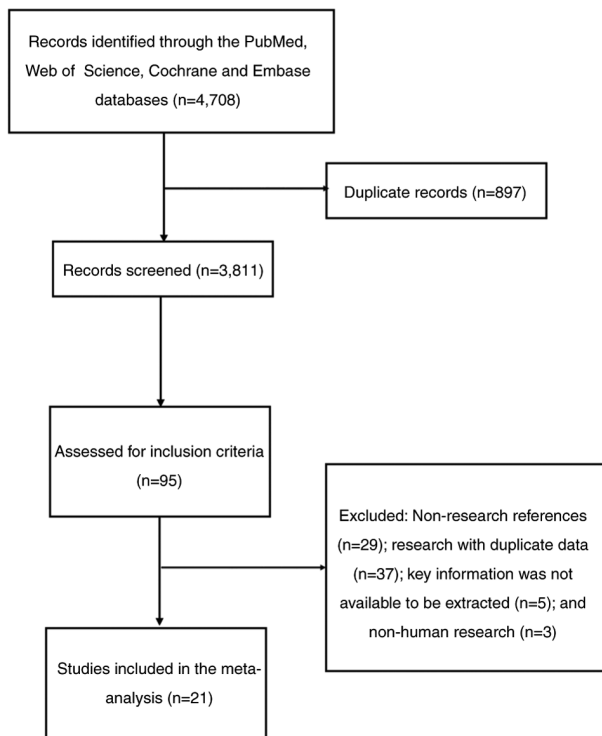 Records identified through the PubMed,
Web of Science, Cochrane and Embase
databases (n=4,708)
Duplicate records (n=897)
Records screened (n=3,811)
Assessed for inclusion criteria
(n=95)
Excluded: Non-research references
(n=29); research with duplicate data
(n=37); key information was not
available to be extracted (n=5); and
non-human research (n=3)
Studies included in the meta-
analysis (n=21)